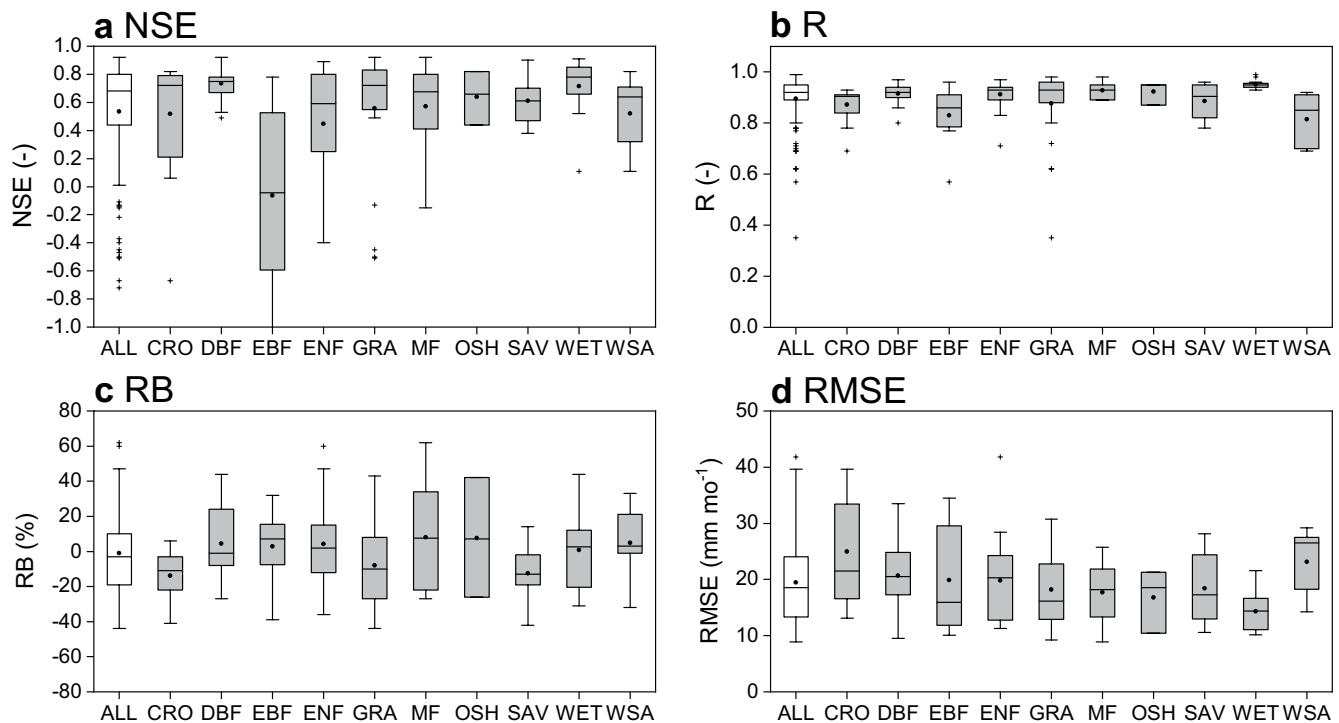 a NSE
NSE (-)
1.0
0.8
0.6
0.4
0.2
0.0
-0.2
-0.4
-0.6
-0.8
-1.0
ALL CRO DBF EBF ENF GRA MF OSH SAV WET WSA
b R
R (-)
1.0
0.8
0.6
0.4
0.2
0.0
ALL CRO DBF EBF ENF GRA MF OSH SAV WET WSA
c RB
RB (%)
80
60
40
20
0
-20
-40
-60
-80
ALL CRO DBF EBF ENF GRA MF OSH SAV WET WSA
d RMSE
RMSE (mm mo⁻¹)
50
40
30
20
10
0
ALL CRO DBF EBF ENF GRA MF OSH SAV WET WSA